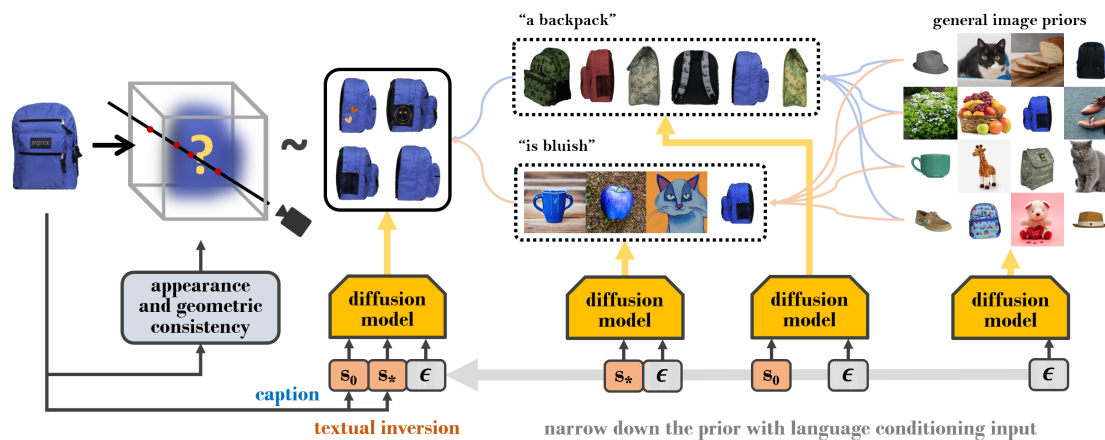 "a backpack"
general image priors
JANSPORT
?
~
"is bluish"
appearance
and geometric
consistency
diffusion
model
diffusion
model
diffusion
model
diffusion
model
s₀
s*
ϵ
s*
ϵ
s₀
ϵ
ϵ
caption
textual inversion
narrow down the prior with language conditioning input